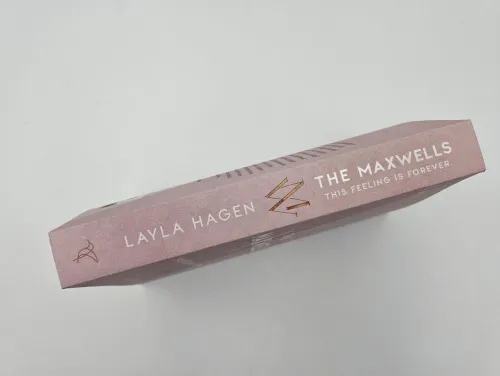 LAYLA HAGEN
THE MAXWELLS
THIS FEELING IS FOREVER